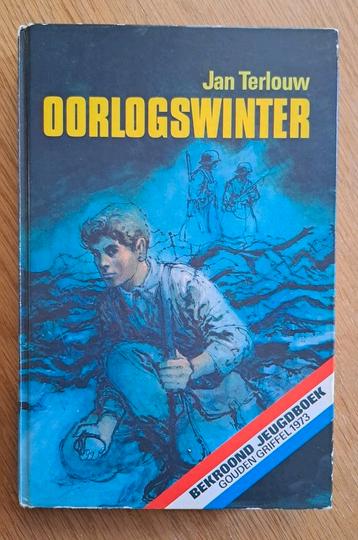 Jan Terlouw
OORLOGSWINTER
BEKROOND JEUGDBOEK
GOUDEN GRIFFEL 1973